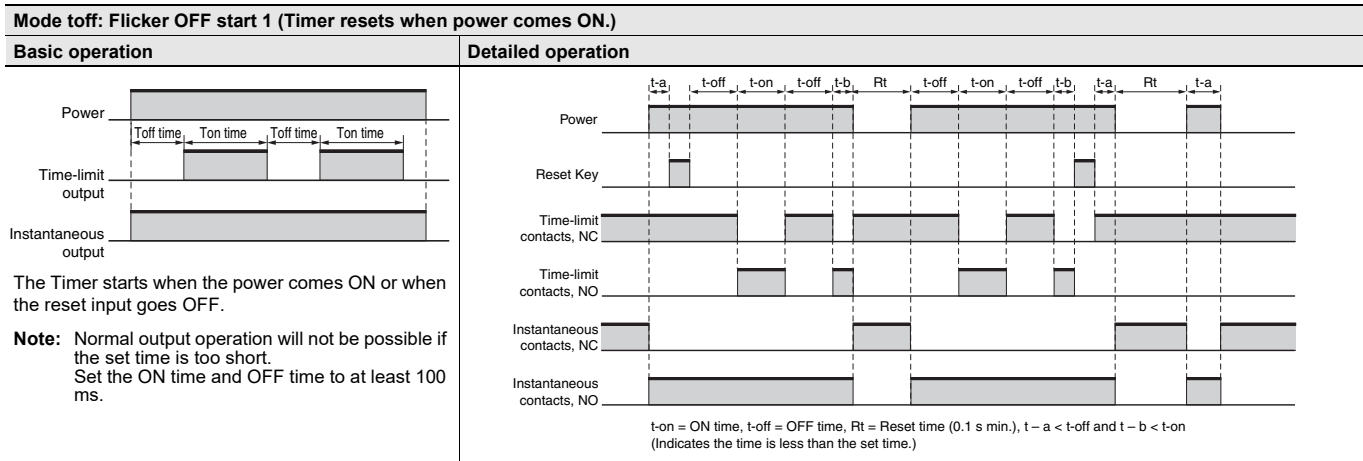 Mode toff: Flicker OFF start 1 (Timer resets when power comes ON.)
Basic operation
Detailed operation
Power
Toff time Ton time Toff time Ton time
Time-limit
output
Instantaneous
output
The Timer starts when the power comes ON or when
the reset input goes OFF.
Note: Normal output operation will not be possible if
the set time is too short.
Set the ON time and OFF time to at least 100
ms.
t-a t-off t-on t-off t-b Rt t-off t-on t-off t-b t-a Rt t-a
Power
Reset Key
Time-limit
contacts, NC
Time-limit
contacts, NO
Instantaneous
contacts, NC
Instantaneous
contacts, NO
t-on = ON time, t-off = OFF time, Rt = Reset time (0.1 s min.), t – a < t-off and t – b < t-on
(Indicates the time is less than the set time.)